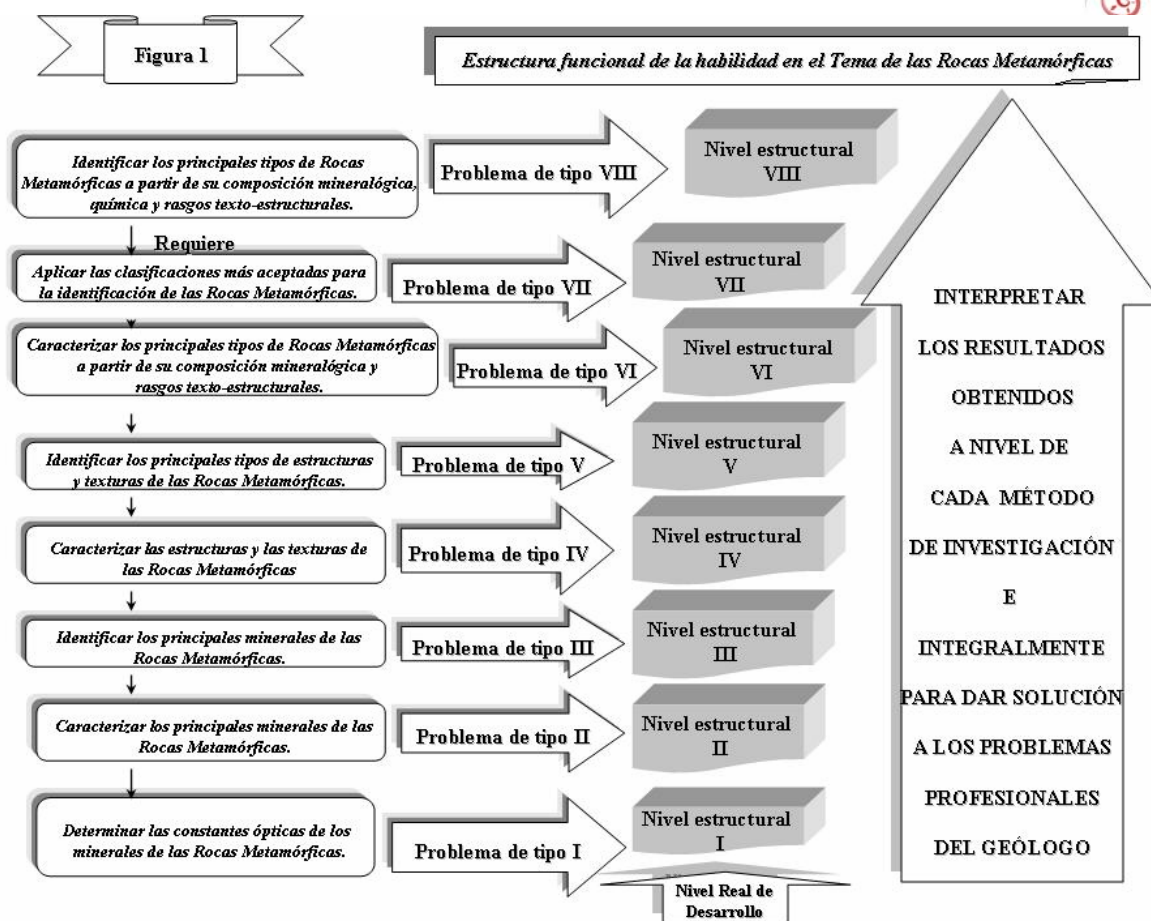 Figura 1
Estructura funcional de la habilidad en el Tema de las Rocas Metamórficas
Identificar los principales tipos de Rocas
Metamórficas a partir de su composición mineralógica,
química y rasgos texto-estructurales.
Problema de tipo VIII
Nivel estructural
VIII
Requiere
Aplicar las clasificaciones más aceptadas para
la identificación de las Rocas Metamórficas.
Problema de tipo VII
Nivel estructural
VII
Caracterizar los principales tipos de Rocas Metamórficas
a partir de su composición mineralógica y
rasgos texto-estructurales.
Problema de tipo VI
Nivel estructural
VI
Identificar los principales tipos de estructuras
y texturas de las Rocas Metamórficas.
Problema de tipo V
Nivel estructural
V
Caracterizar las estructuras y las texturas de
las Rocas Metamórficas
Problema de tipo IV
Nivel estructural
IV
Identificar los principales minerales de las
Rocas Metamórficas.
Problema de tipo III
Nivel estructural
III
Caracterizar los principales minerales de las
Rocas Metamórficas.
Problema de tipo II
Nivel estructural
II
Determinar las constantes ópticas de los
minerales de las Rocas Metamórficas.
Problema de tipo I
Nivel estructural
I
Nivel Real de
Desarrollo
INTERPRETAR
LOS RESULTADOS
OBTENIDOS
A NIVEL DE
CADA MÉTODO
DE INVESTIGACIÓN
E
INTEGRALMENTE
PARA DAR SOLUCIÓN
A LOS PROBLEMAS
PROFESIONALES
DEL GEÓLOGO